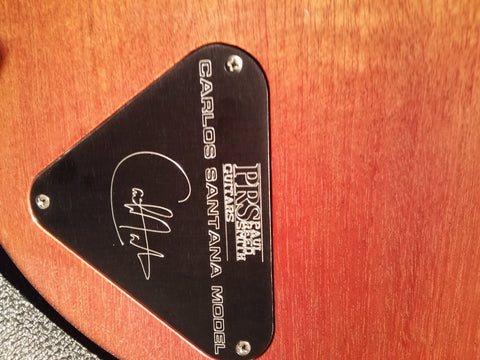 CARLOS SANTANA MODEL
PRS
PAUL
REED
SMITH
GUITARS